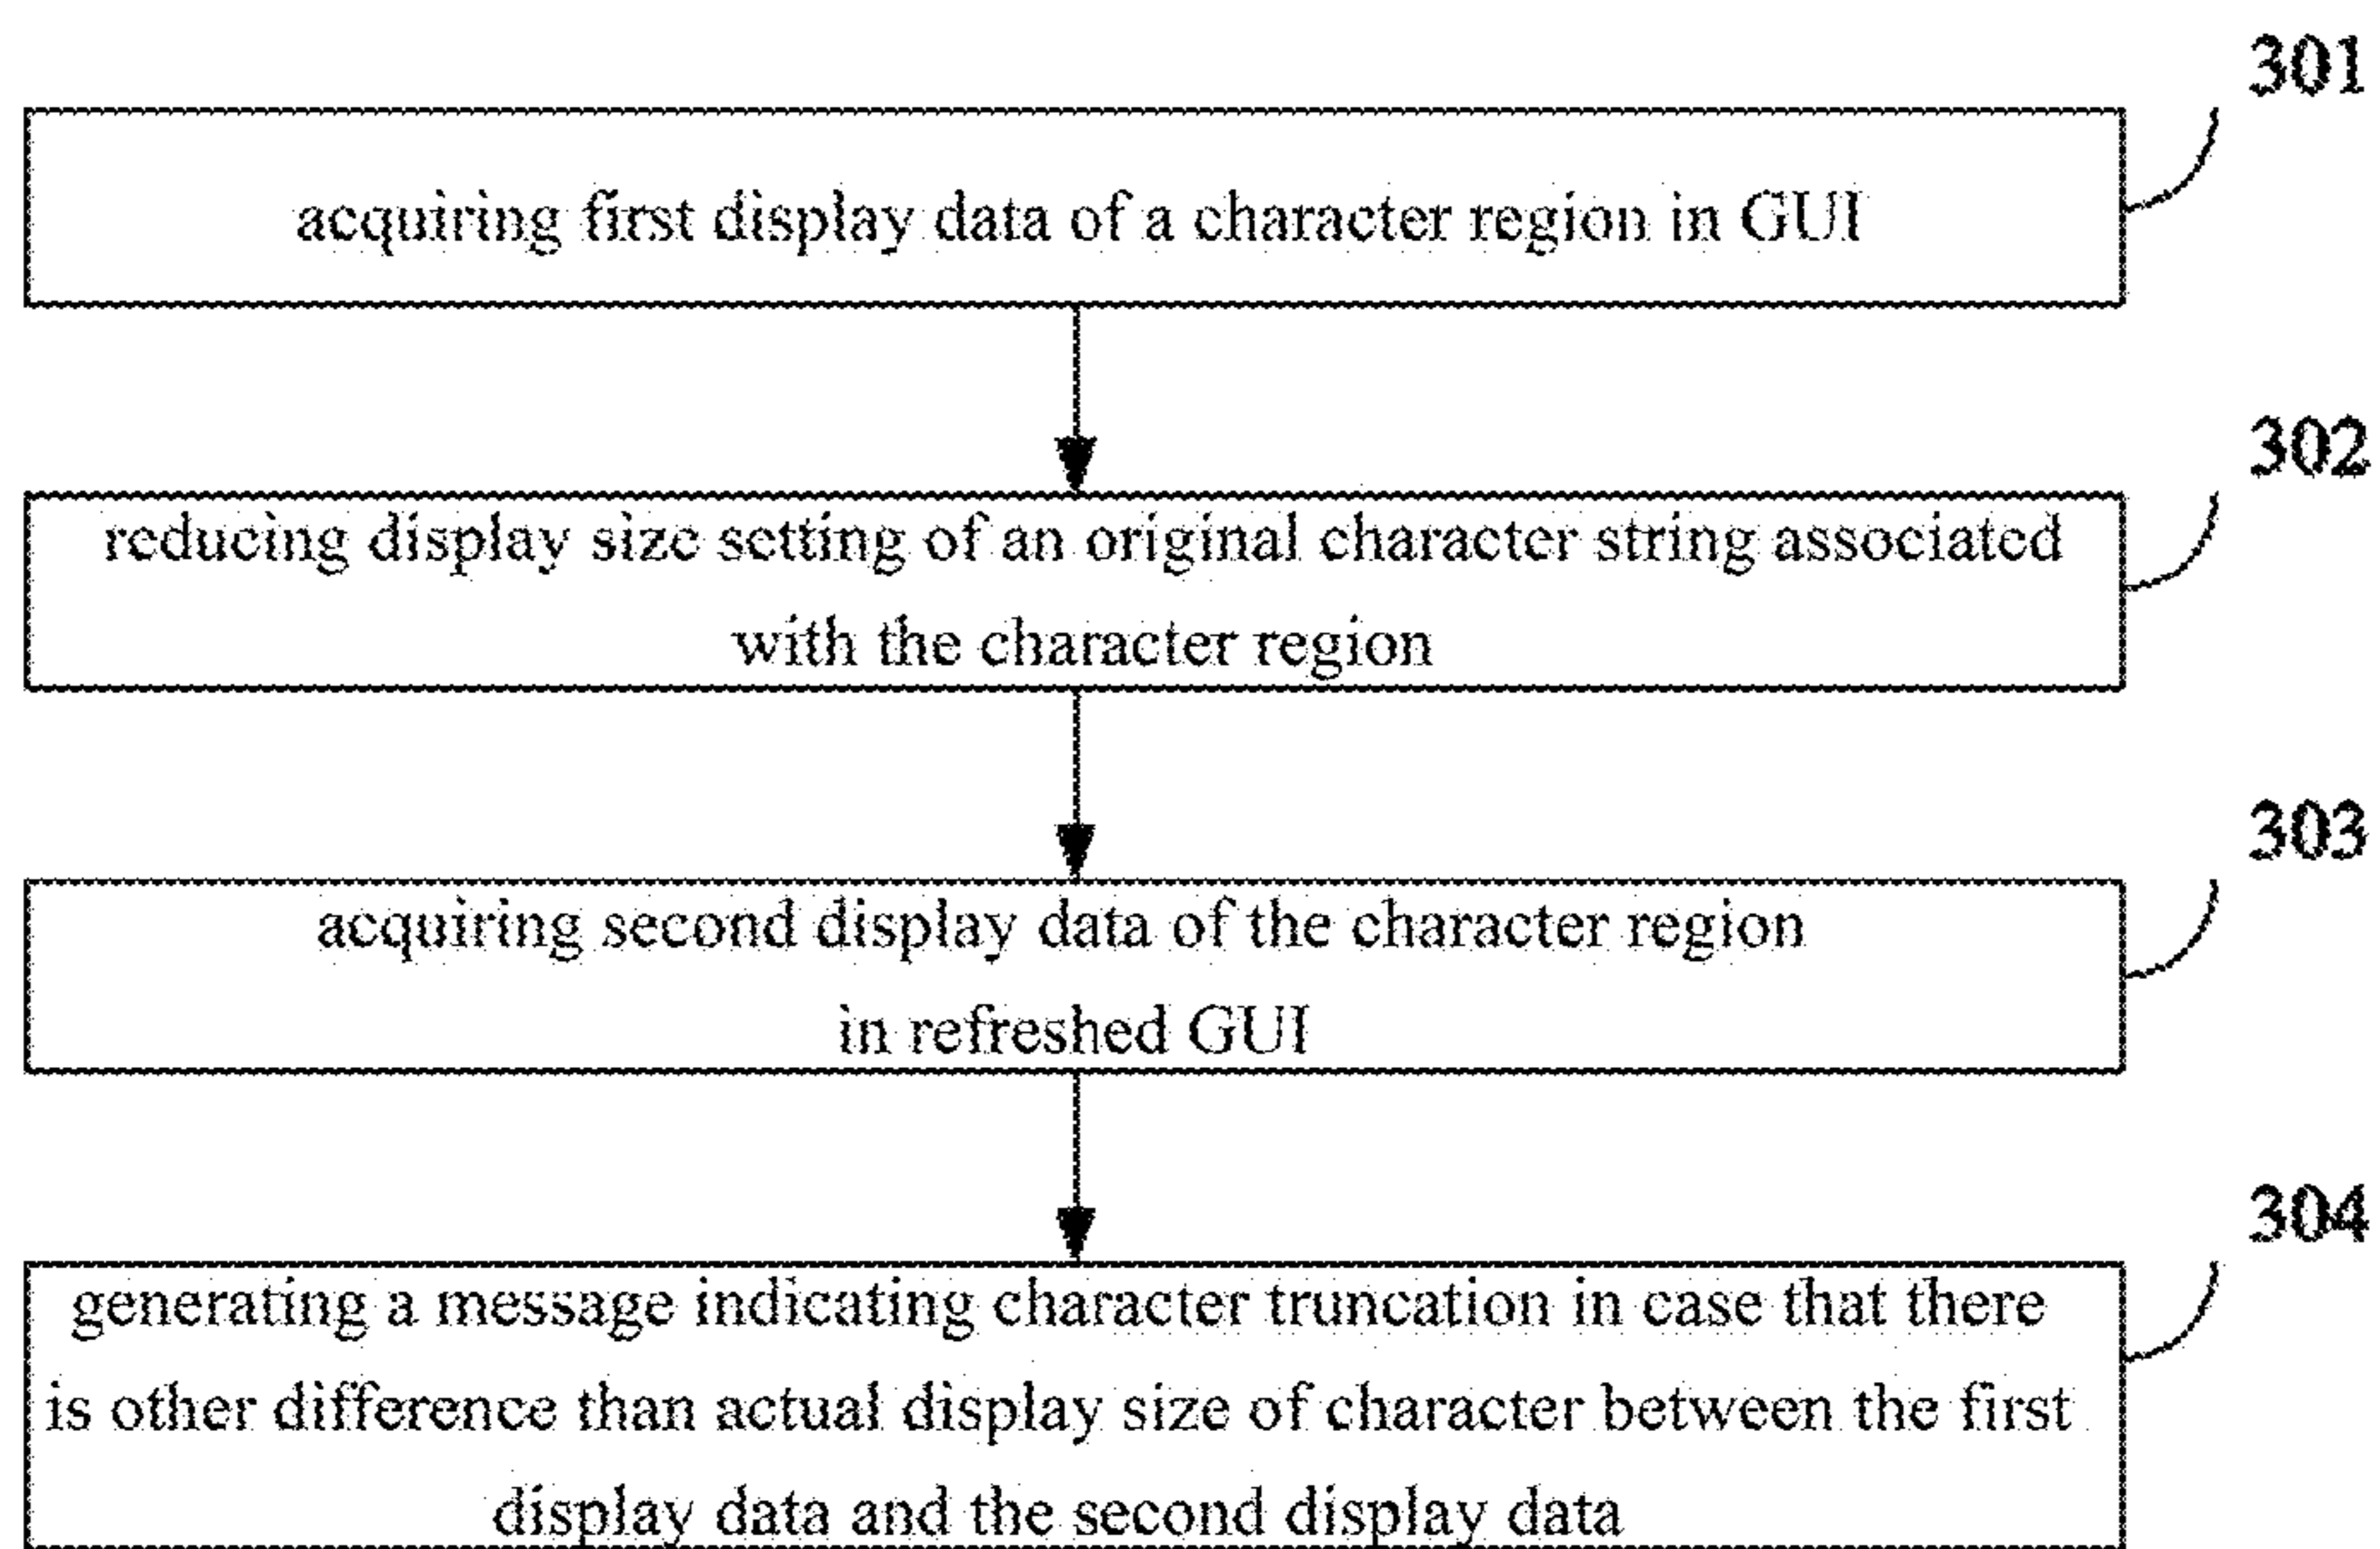 301
acquiring first display data of a character region in GUI
302
reducing display size setting of an original character string associated
with the character region
303
acquiring second display data of the character region
in refreshed GUI
304
generating a message indicating character truncation in case that there
is other difference than actual display size of character between the first
display data and the second display data